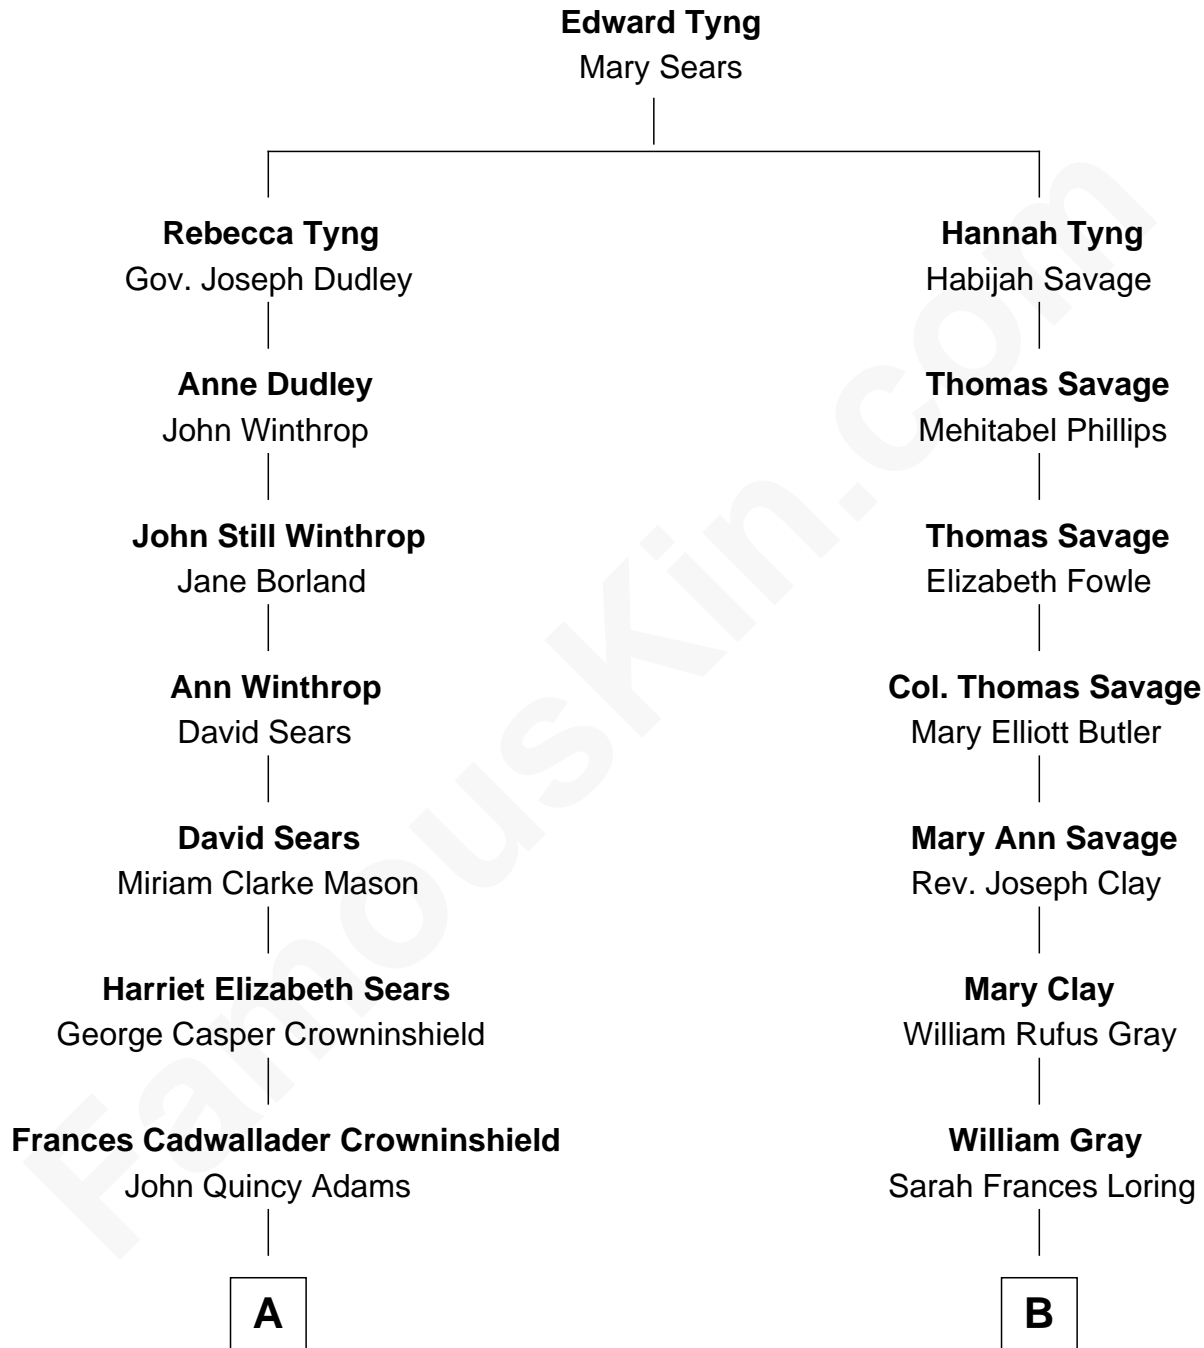 Edward Tyng
Mary Sears
Rebecca Tyng
Gov. Joseph Dudley
Hannah Tyng
Habijah Savage
Anne Dudley
John Winthrop
Thomas Savage
Mehitabel Phillips
John Still Winthrop
Jane Borland
Thomas Savage
Elizabeth Fowle
Ann Winthrop
David Sears
Col. Thomas Savage
Mary Elliott Butler
David Sears
Miriam Clarke Mason
Mary Ann Savage
Rev. Joseph Clay
Harriet Elizabeth Sears
George Casper Crowninshield
Mary Clay
William Rufus Gray
Frances Cadwallader Crowninshield
John Quincy Adams
William Gray
Sarah Frances Loring
A
B
FamousKin.com